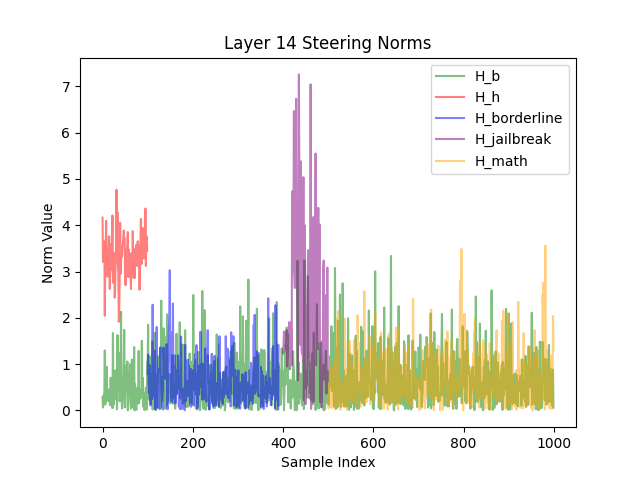 Layer 14 Steering Norms
Norm Value
7
6
5
4
3
2
1
0
0 200 400 600 800 1000
Sample Index
H_b
H_h
H_borderline
H_jailbreak
H_math